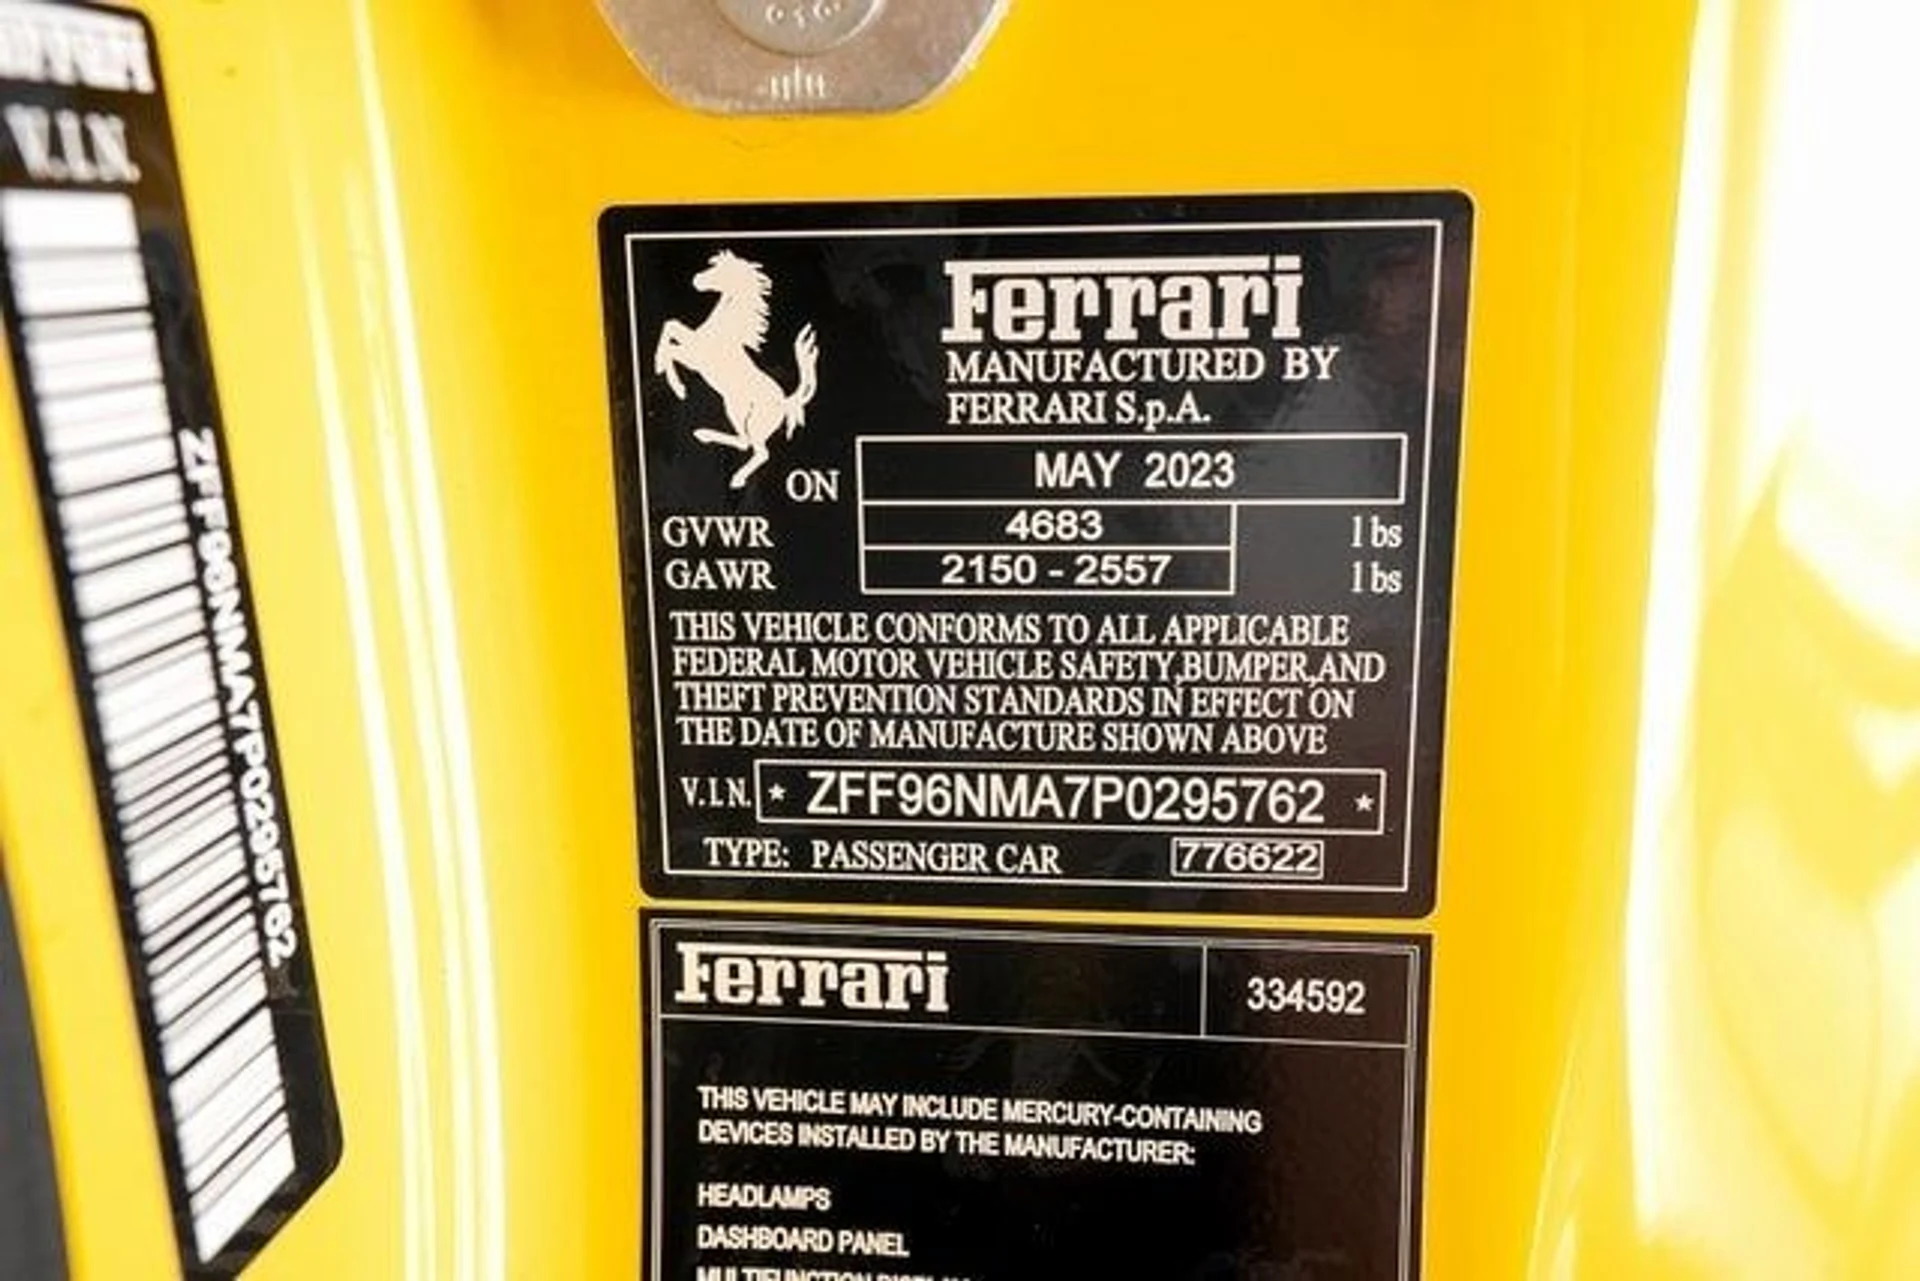 Ferrari
V.I.N.
ZFF96NMA7P0295762
Ferrari
MANUFACTURED BY
FERRARI S.p.A.
ON MAY 2023
GVWR 4683 lbs
GAWR 2150 - 2557 lbs
THIS VEHICLE CONFORMS TO ALL APPLICABLE
FEDERAL MOTOR VEHICLE SAFETY,BUMPER,AND
THEFT PREVENTION STANDARDS IN EFFECT ON
THE DATE OF MANUFACTURE SHOWN ABOVE
V.I.N. * ZFF96NMA7P0295762 *
TYPE: PASSENGER CAR 776622
Ferrari 334592
THIS VEHICLE MAY INCLUDE MERCURY-CONTAINING
DEVICES INSTALLED BY THE MANUFACTURER:
HEADLAMPS
DASHBOARD PANEL